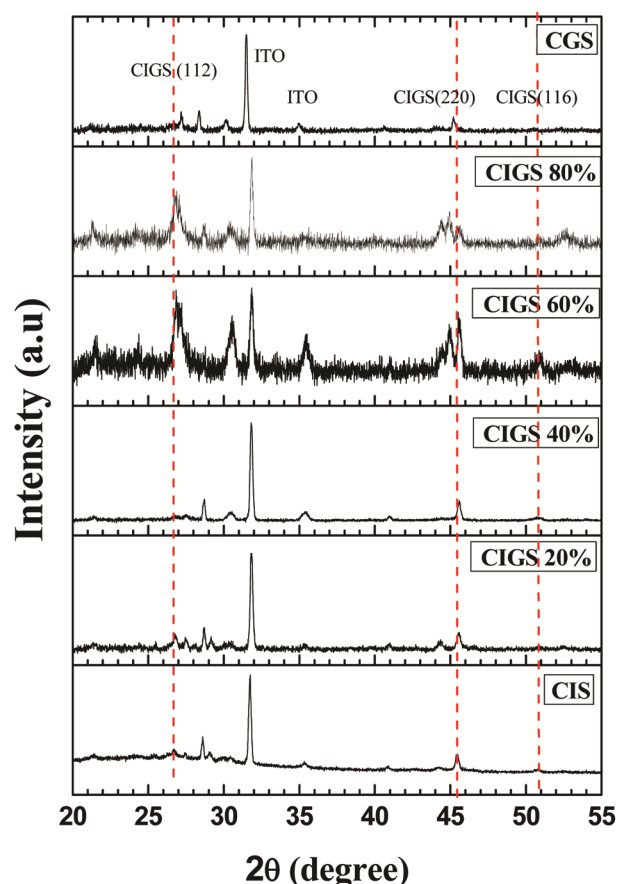 CGS
ITO
CIGS (112)
ITO
CIGS(220)
CIGS(116)
CIGS 80%
CIGS 60%
CIGS 40%
CIGS 20%
CIS
Intensity (a.u)
20 25 30 35 40 45 50 55
2θ (degree)